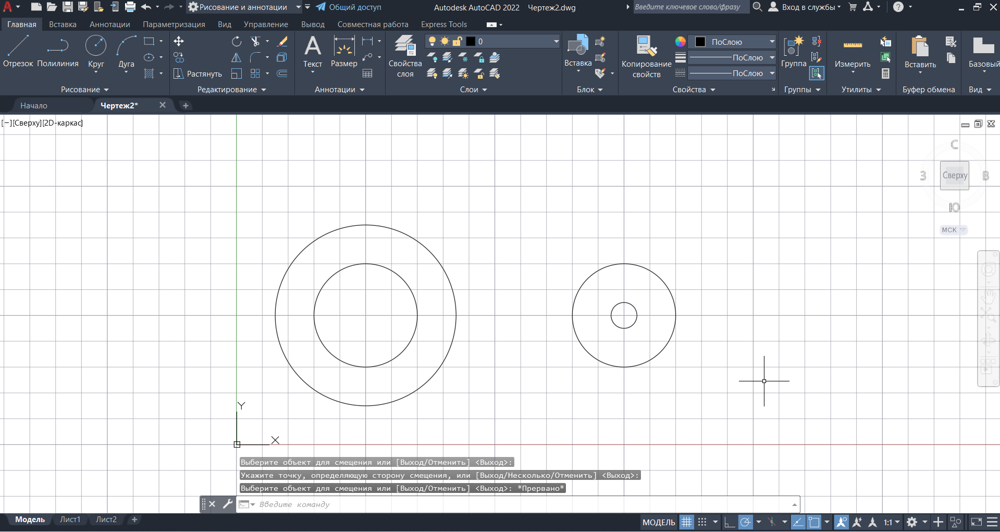 Рисование и аннотации
Общий доступ
Autodesk AutoCAD 2022 Чертеж2.dwg
Введите ключевое слово/фразу
Вход в службы
Главная Вставка Аннотации Параметризация Вид Управление Вывод Совместная работа Express Tools
Отрезок Полилиния Круг Дуга
Растянуть
Текст Размер
Свойства слоя
0
Вставка
Копирование свойств
ПоСлою
ПоСлою
ПоСлою
Группа
Измерить
Вставить
Базовый
Рисование Редактирование Аннотации Слои Блок Свойства Группы Утилиты Буфер обмена Вид
Начало Чертеж2*
[−][Сверху][2D-каркас]
С
З Сверху В
Ю
МСК
Y
X
Выберите объект для смещения или [Выход/Отменить] <Выход>:
Укажите точку, определяющую сторону смещения, или [Выход/Несколько/Отменить] <Выход>:
Выберите объект для смещения или [Выход/Отменить] <Выход>: *Прервано*
Введите команду
Модель Лист1 Лист2
МОДЕЛЬ
1:1